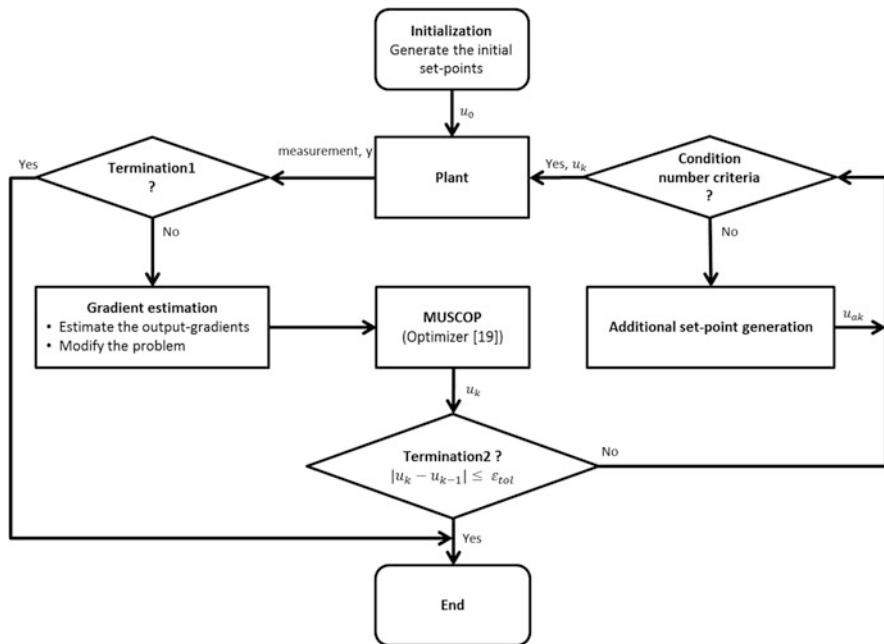 Initialization
Generate the initial
set-points
u₀
Yes
Termination1
?
measurement, y
Plant
Yes, uₖ
Condition
number criteria
?
No
No
Gradient estimation
• Estimate the output-gradients
• Modify the problem
MUSCOP
(Optimizer [19])
Additional set-point generation
uₐₖ
uₖ
Termination2 ?
|uₖ − uₖ₋₁| ≤ εₜₒₗ
No
Yes
End